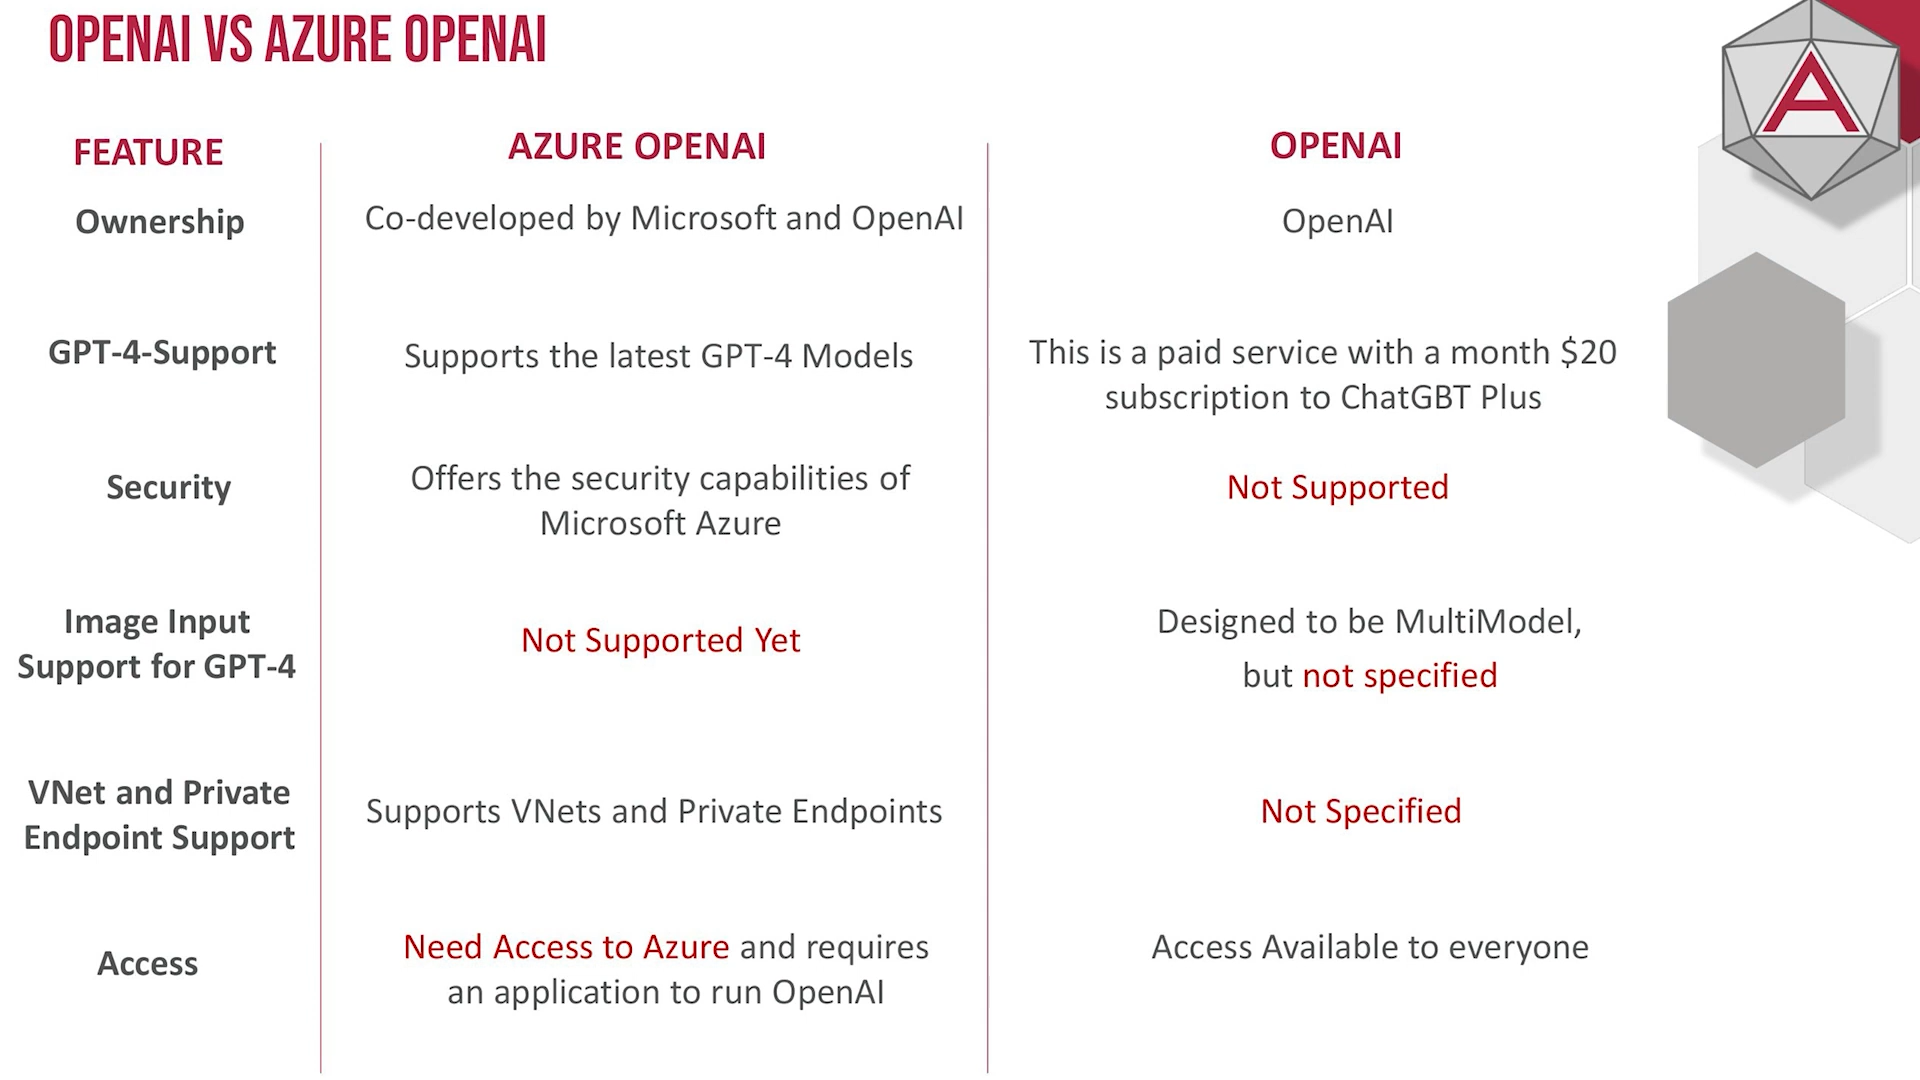 OPENAI VS AZURE OPENAI
A
FEATURE
AZURE OPENAI
OPENAI
Ownership
Co-developed by Microsoft and OpenAI
OpenAI
GPT-4-Support
Supports the latest GPT-4 Models
This is a paid service with a month $20
subscription to ChatGBT Plus
Security
Offers the security capabilities of
Microsoft Azure
Not Supported
Image Input
Support for GPT-4
Not Supported Yet
Designed to be MultiModel,
but not specified
VNet and Private
Endpoint Support
Supports VNets and Private Endpoints
Not Specified
Access
Need Access to Azure and requires
an application to run OpenAI
Access Available to everyone